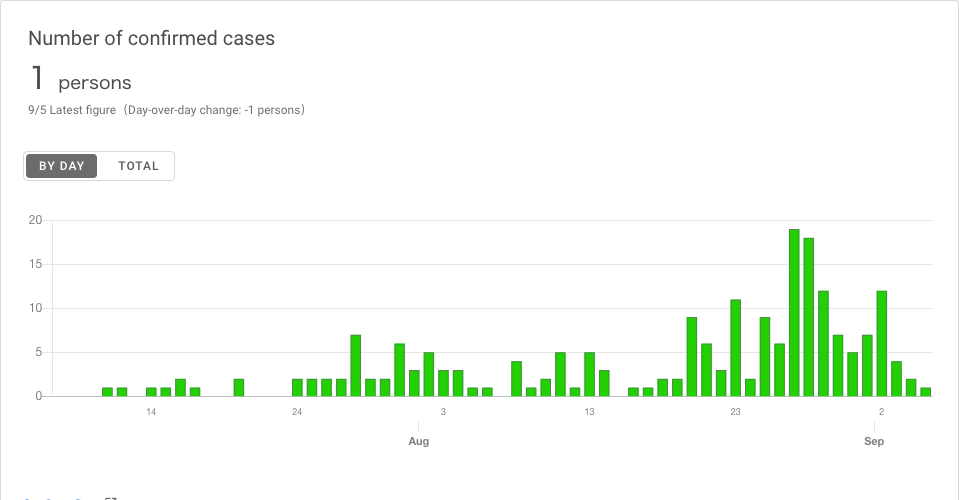 Number of confirmed cases
1 persons
9/5 Latest figure（Day-over-day change: -1 persons）
BY DAY TOTAL
20
15
10
5
0
14 24 3 13 23 2
Aug Sep